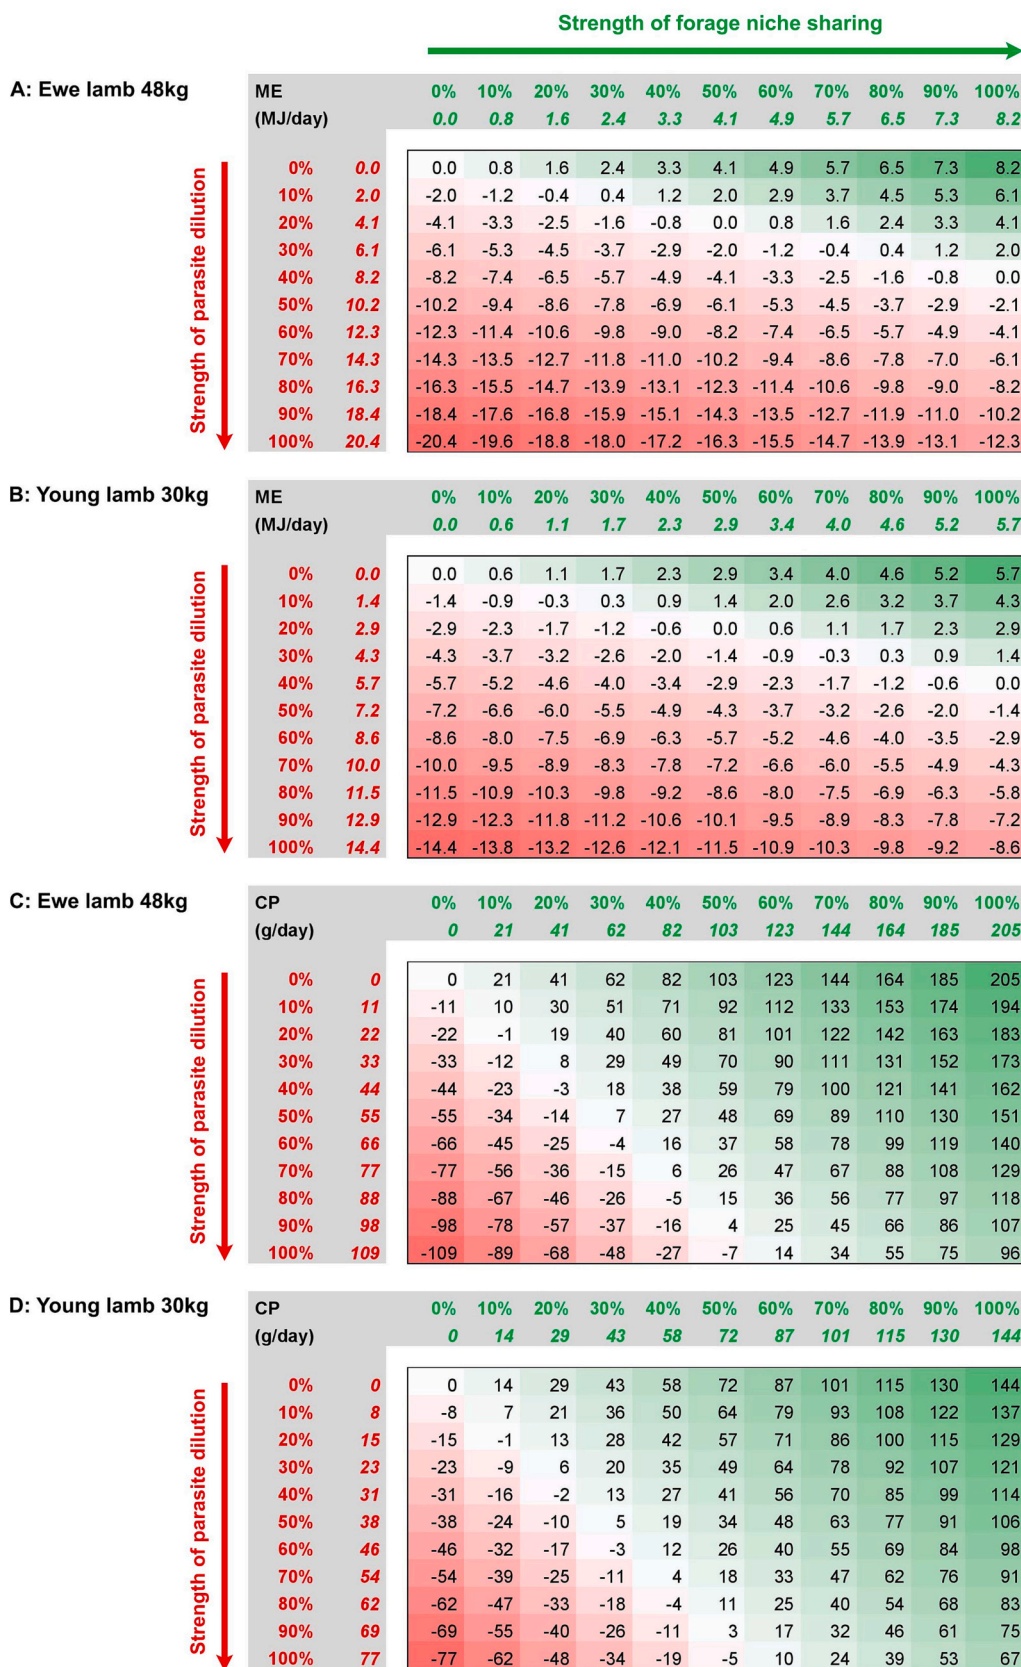 Strength of forage niche sharing
A: Ewe lamb 48kg
ME 0% 10% 20% 30% 40% 50% 60% 70% 80% 90% 100%
(MJ/day) 0.0 0.8 1.6 2.4 3.3 4.1 4.9 5.7 6.5 7.3 8.2
Strength of parasite dilution
0% 0.0 0.0 0.8 1.6 2.4 3.3 4.1 4.9 5.7 6.5 7.3 8.2
10% 2.0 -2.0 -1.2 -0.4 0.4 1.2 2.0 2.9 3.7 4.5 5.3 6.1
20% 4.1 -4.1 -3.3 -2.5 -1.6 -0.8 0.0 0.8 1.6 2.4 3.3 4.1
30% 6.1 -6.1 -5.3 -4.5 -3.7 -2.9 -2.0 -1.2 -0.4 0.4 1.2 2.0
40% 8.2 -8.2 -7.4 -6.5 -5.7 -4.9 -4.1 -3.3 -2.5 -1.6 -0.8 0.0
50% 10.2 -10.2 -9.4 -8.6 -7.8 -6.9 -6.1 -5.3 -4.5 -3.7 -2.9 -2.1
60% 12.3 -12.3 -11.4 -10.6 -9.8 -9.0 -8.2 -7.4 -6.5 -5.7 -4.9 -4.1
70% 14.3 -14.3 -13.5 -12.7 -11.8 -11.0 -10.2 -9.4 -8.6 -7.8 -7.0 -6.1
80% 16.3 -16.3 -15.5 -14.7 -13.9 -13.1 -12.3 -11.4 -10.6 -9.8 -9.0 -8.2
90% 18.4 -18.4 -17.6 -16.8 -15.9 -15.1 -14.3 -13.5 -12.7 -11.9 -11.0 -10.2
100% 20.4 -20.4 -19.6 -18.8 -18.0 -17.2 -16.3 -15.5 -14.7 -13.9 -13.1 -12.3
B: Young lamb 30kg
ME 0% 10% 20% 30% 40% 50% 60% 70% 80% 90% 100%
(MJ/day) 0.0 0.6 1.1 1.7 2.3 2.9 3.4 4.0 4.6 5.2 5.7
Strength of parasite dilution
0% 0.0 0.0 0.6 1.1 1.7 2.3 2.9 3.4 4.0 4.6 5.2 5.7
10% 1.4 -1.4 -0.9 -0.3 0.3 0.9 1.4 2.0 2.6 3.2 3.7 4.3
20% 2.9 -2.9 -2.3 -1.7 -1.2 -0.6 0.0 0.6 1.1 1.7 2.3 2.9
30% 4.3 -4.3 -3.7 -3.2 -2.6 -2.0 -1.4 -0.9 -0.3 0.3 0.9 1.4
40% 5.7 -5.7 -5.2 -4.6 -4.0 -3.4 -2.9 -2.3 -1.7 -1.2 -0.6 0.0
50% 7.2 -7.2 -6.6 -6.0 -5.5 -4.9 -4.3 -3.7 -3.2 -2.6 -2.0 -1.4
60% 8.6 -8.6 -8.0 -7.5 -6.9 -6.3 -5.7 -5.2 -4.6 -4.0 -3.5 -2.9
70% 10.0 -10.0 -9.5 -8.9 -8.3 -7.8 -7.2 -6.6 -6.0 -5.5 -4.9 -4.3
80% 11.5 -11.5 -10.9 -10.3 -9.8 -9.2 -8.6 -8.0 -7.5 -6.9 -6.3 -5.8
90% 12.9 -12.9 -12.3 -11.8 -11.2 -10.6 -10.1 -9.5 -8.9 -8.3 -7.8 -7.2
100% 14.4 -14.4 -13.8 -13.2 -12.6 -12.1 -11.5 -10.9 -10.3 -9.8 -9.2 -8.6
C: Ewe lamb 48kg
CP 0% 10% 20% 30% 40% 50% 60% 70% 80% 90% 100%
(g/day) 0 21 41 62 82 103 123 144 164 185 205
Strength of parasite dilution
0% 0 0 21 41 62 82 103 123 144 164 185 205
10% 11 -11 10 30 51 71 92 112 133 153 174 194
20% 22 -22 -1 19 40 60 81 101 122 142 163 183
30% 33 -33 -12 8 29 49 70 90 111 131 152 173
40% 44 -44 -23 -3 18 38 59 79 100 121 141 162
50% 55 -55 -34 -14 7 27 48 69 89 110 130 151
60% 66 -66 -45 -25 -4 16 37 58 78 99 119 140
70% 77 -77 -56 -36 -15 6 26 47 67 88 108 129
80% 88 -88 -67 -46 -26 -5 15 36 56 77 97 118
90% 98 -98 -78 -57 -37 -16 4 25 45 66 86 107
100% 109 -109 -89 -68 -48 -27 -7 14 34 55 75 96
D: Young lamb 30kg
CP 0% 10% 20% 30% 40% 50% 60% 70% 80% 90% 100%
(g/day) 0 14 29 43 58 72 87 101 115 130 144
Strength of parasite dilution
0% 0 0 14 29 43 58 72 87 101 115 130 144
10% 8 -8 7 21 36 50 64 79 93 108 122 137
20% 15 -15 -1 13 28 42 57 71 86 100 115 129
30% 23 -23 -9 6 20 35 49 64 78 92 107 121
40% 31 -31 -16 -2 13 27 41 56 70 85 99 114
50% 38 -38 -24 -10 5 19 34 48 63 77 91 106
60% 46 -46 -32 -17 -3 12 26 40 55 69 84 98
70% 54 -54 -39 -25 -11 4 18 33 47 62 76 91
80% 62 -62 -47 -33 -18 -4 11 25 40 54 68 83
90% 69 -69 -55 -40 -26 -11 3 17 32 46 61 75
100% 77 -77 -62 -48 -34 -19 -5 10 24 39 53 67